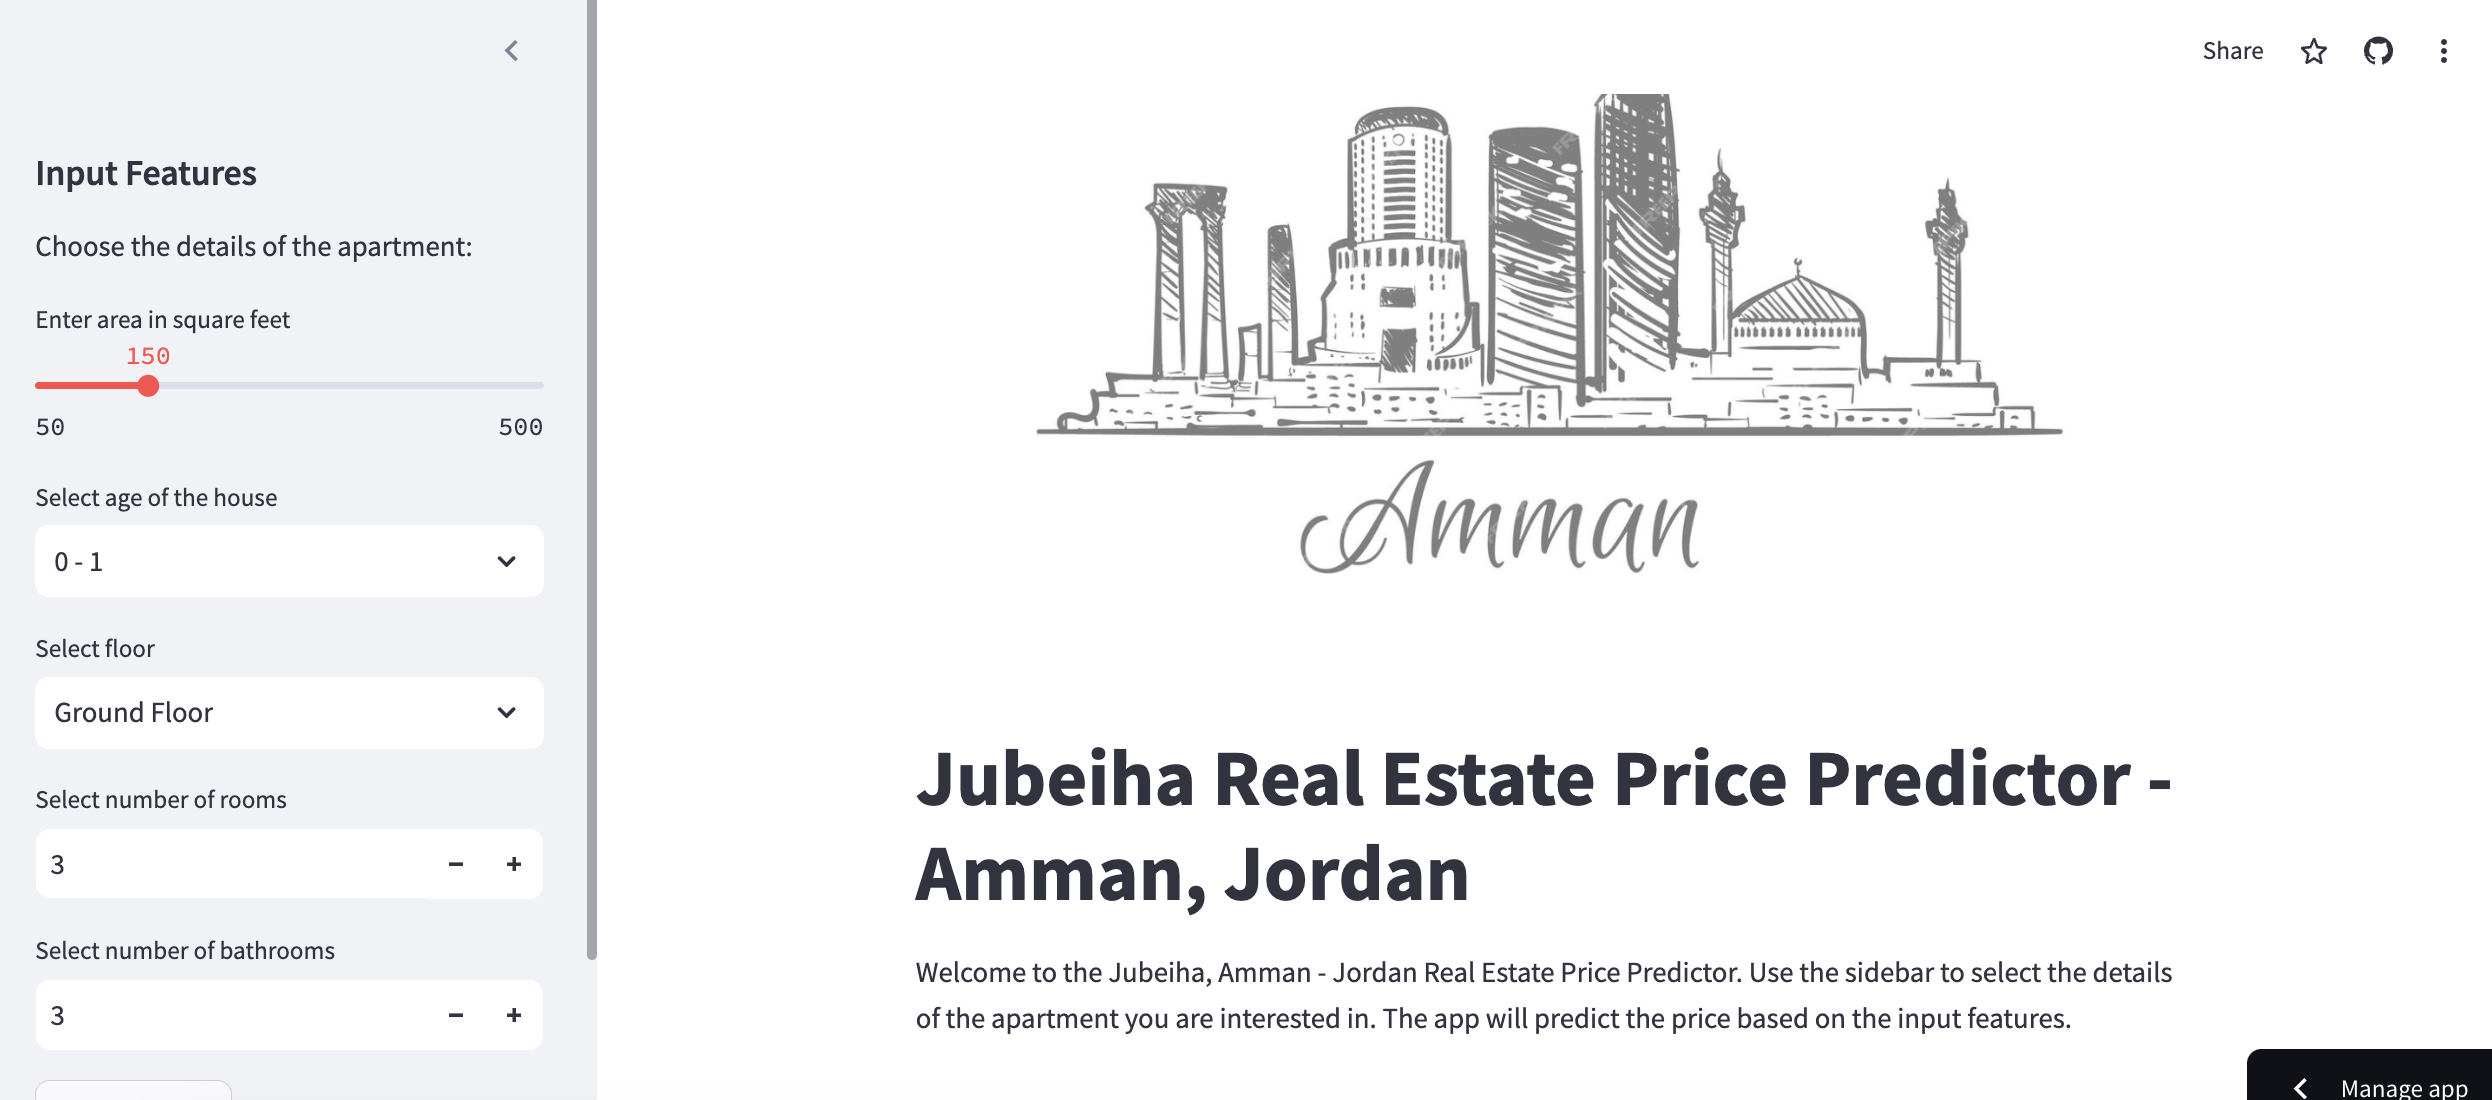 Share
Input Features
Choose the details of the apartment:
Enter area in square feet
150
50
500
Select age of the house
0 - 1
Select floor
Ground Floor
Select number of rooms
3
Select number of bathrooms
3
Amman
Jubeiha Real Estate Price Predictor -
Amman, Jordan
Welcome to the Jubeiha, Amman - Jordan Real Estate Price Predictor. Use the sidebar to select the details
of the apartment you are interested in. The app will predict the price based on the input features.
Manage app